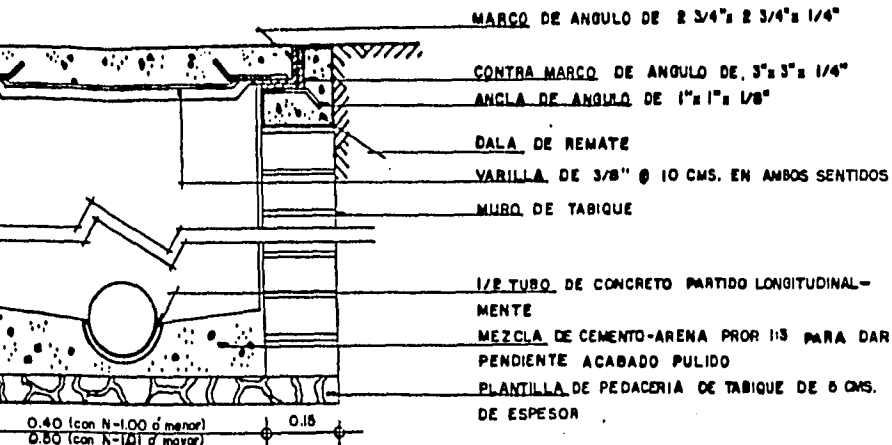 MARCO DE ANGULO DE 2 3/4"x 2 3/4"x 1/4"
CONTRA MARCO DE ANGULO DE, 3"x 3"x 1/4"
ANCLA DE ANGULO DE 1"x 1"x 1/8"
DALA DE REMATE
VARILLA DE 3/8" @ 10 CMS. EN AMBOS SENTIDOS
MURO DE TABIQUE
1/2 TUBO DE CONCRETO PARTIDO LONGITUDINAL-
MENTE
MEZCLA DE CEMENTO-ARENA PROR 1:3 PARA DAR
PENDIENTE ACABADO PULIDO
PLANTILLA DE PEDACERIA DE TABIQUE DE CMS.
DE ESPESOR
0.40 (con N-1.00 ó menor) 0.15
0.50 (con N-1.01 ó mayor)